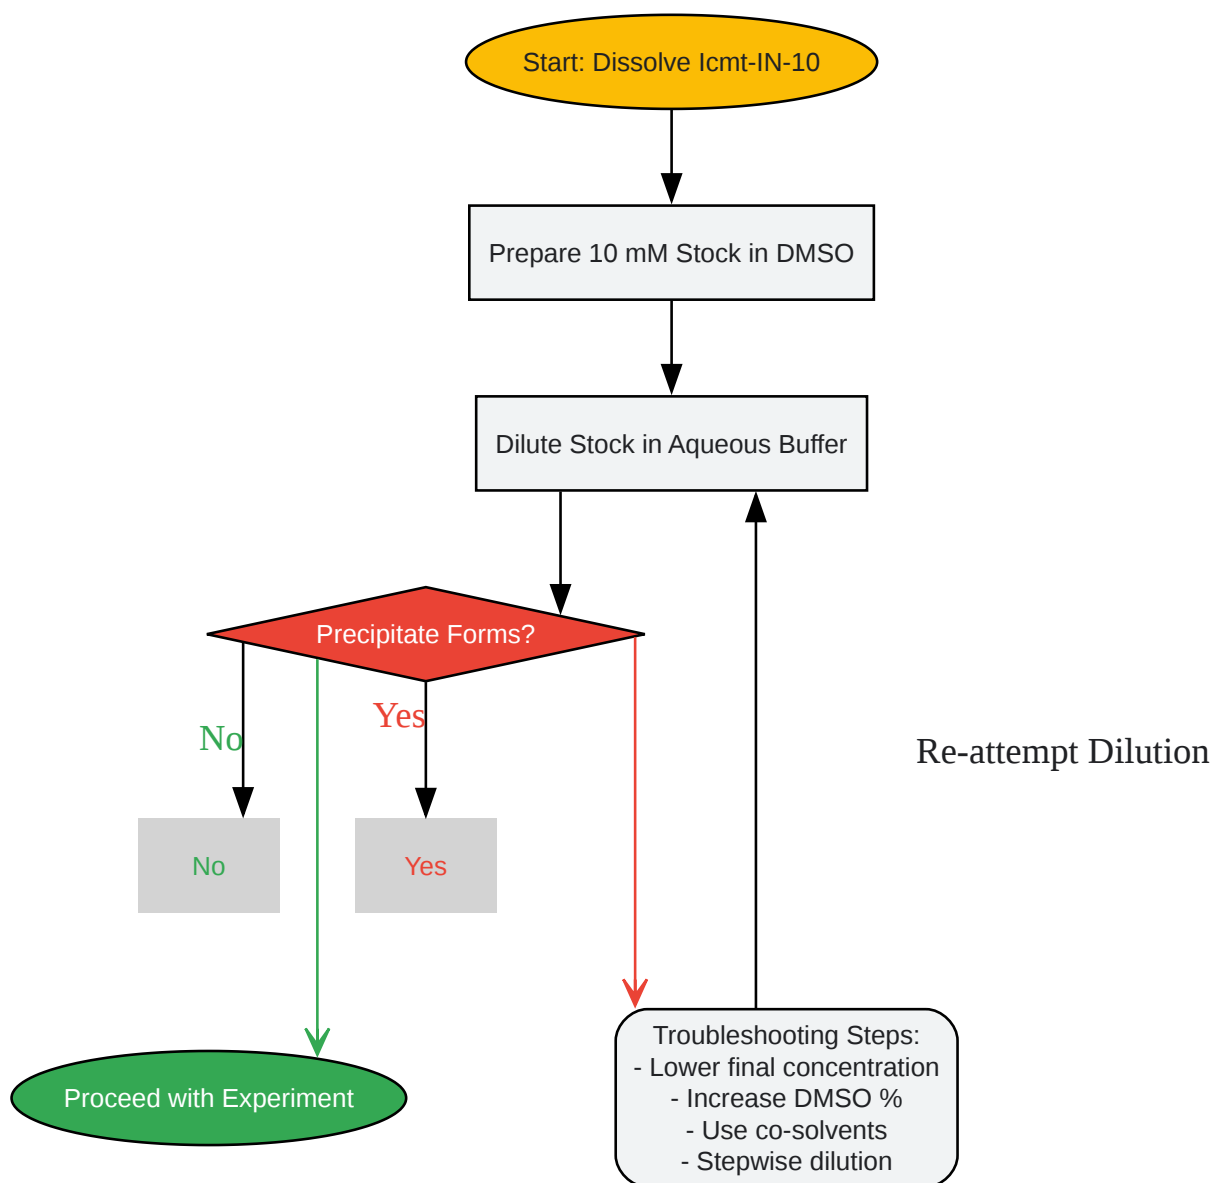 Start: Dissolve Icmt-IN-10
Prepare 10 mM Stock in DMSO
Dilute Stock in Aqueous Buffer
Precipitate Forms?
Yes
No
Re-attempt Dilution
No
Yes
Proceed with Experiment
Troubleshooting Steps:
- Lower final concentration
- Increase DMSO %
- Use co-solvents
- Stepwise dilution